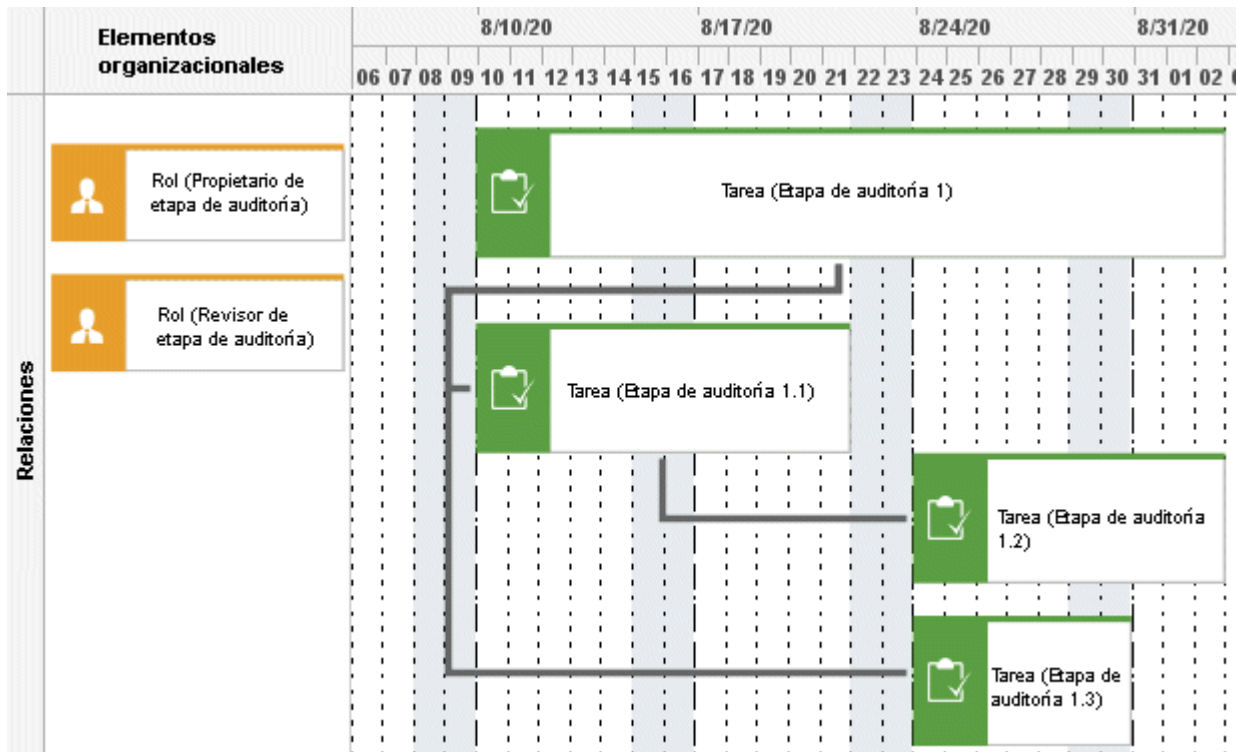 Elementos
organizacionales
8/10/20 8/17/20 8/24/20 8/31/20
06 07 08 09 10 11 12 13 14 15 16 17 18 19 20 21 22 23 24 25 26 27 28 29 30 31 01 02
Relaciones
Rol (Propietario de
etapa de auditoría)
Tarea (Etapa de auditoría 1)
Rol (Revisor de
etapa de auditoría)
Tarea (Etapa de auditoría 1.1)
Tarea (Etapa de auditoría
1.2)
Tarea (Etapa de
auditoría 1.3)